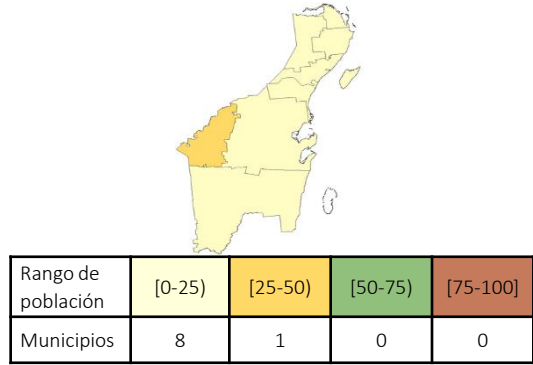 Rango de población [0-25) [25-50) [50-75) [75-100]
Municipios 8 1 0 0